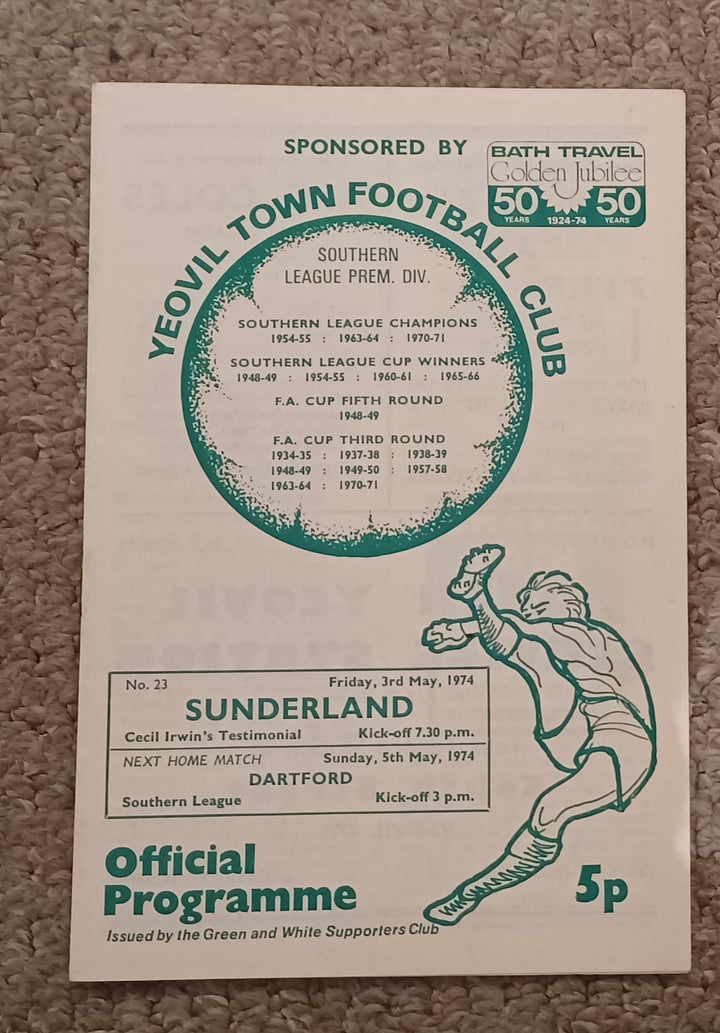 SPONSORED BY
BATH TRAVEL
Golden Jubilee
50 50
YEARS 1924-74 YEARS
YEOVIL TOWN FOOTBALL CLUB
SOUTHERN
LEAGUE PREM. DIV.
SOUTHERN LEAGUE CHAMPIONS
1954-55 : 1963-64 : 1970-71
SOUTHERN LEAGUE CUP WINNERS
1948-49 : 1954-55 : 1960-61 : 1965-66
F.A. CUP FIFTH ROUND
1948-49
F.A. CUP THIRD ROUND
1934-35 : 1937-38 : 1938-39
1948-49 : 1949-50 : 1957-58
1963-64 : 1970-71
No. 23 Friday, 3rd May, 1974
SUNDERLAND
Cecil Irwin's Testimonial Kick-off 7.30 p.m.
NEXT HOME MATCH Sunday, 5th May, 1974
DARTFORD
Southern League Kick-off 3 p.m.
Official
Programme
5p
Issued by the Green and White Supporters Club